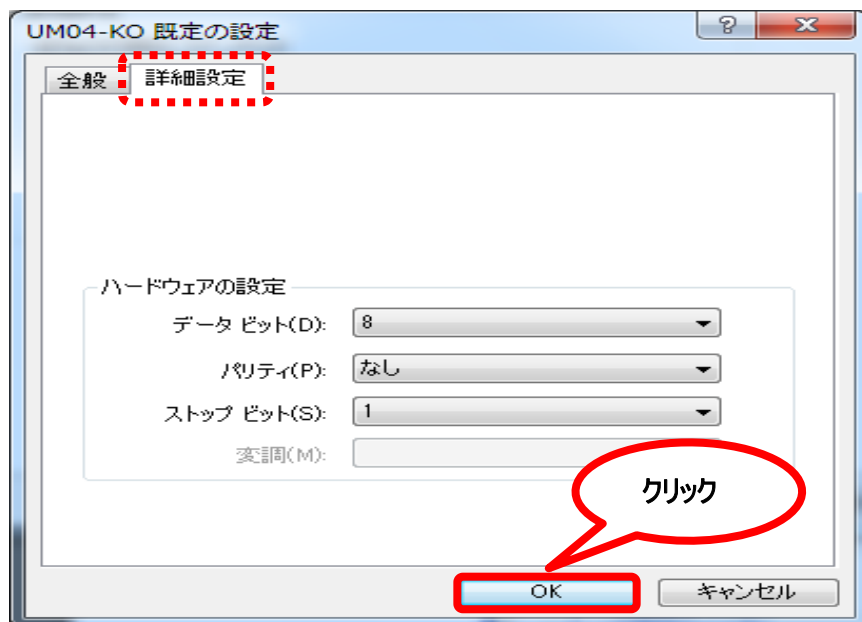 UM04-KO 既定の設定
全般 詳細設定
ハードウェアの設定
データ ビット(D): 8
パリティ(P): なし
ストップ ビット(S): 1
変調(M):
クリック
OK キャンセル